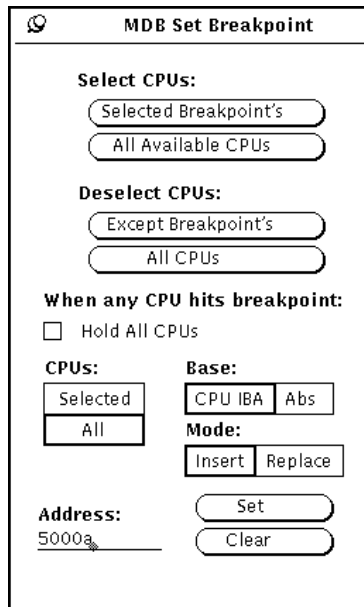 MDB Set Breakpoint
Select CPUs:
Selected Breakpoint's
All Available CPUs
Deselect CPUs:
Except Breakpoint's
All CPUs
When any CPU hits breakpoint:
Hold All CPUs
CPUs:
Selected
All
Base:
CPU IBA Abs
Mode:
Insert Replace
Address:
5000a
Set
Clear